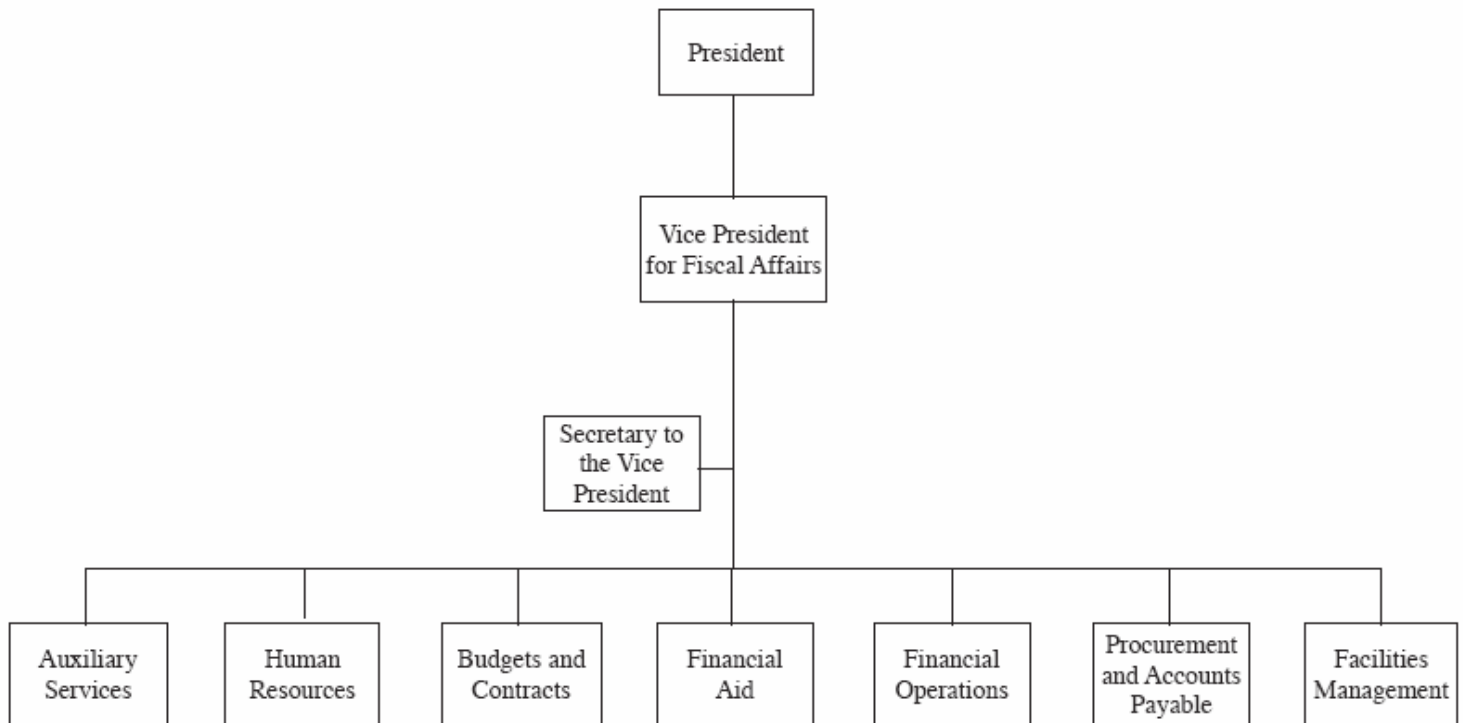 President
Vice President
for Fiscal Affairs
Secretary to
the Vice
President
Auxiliary
Services
Human
Resources
Budgets and
Contracts
Financial
Aid
Financial
Operations
Procurement
and Accounts
Payable
Facilities
Management